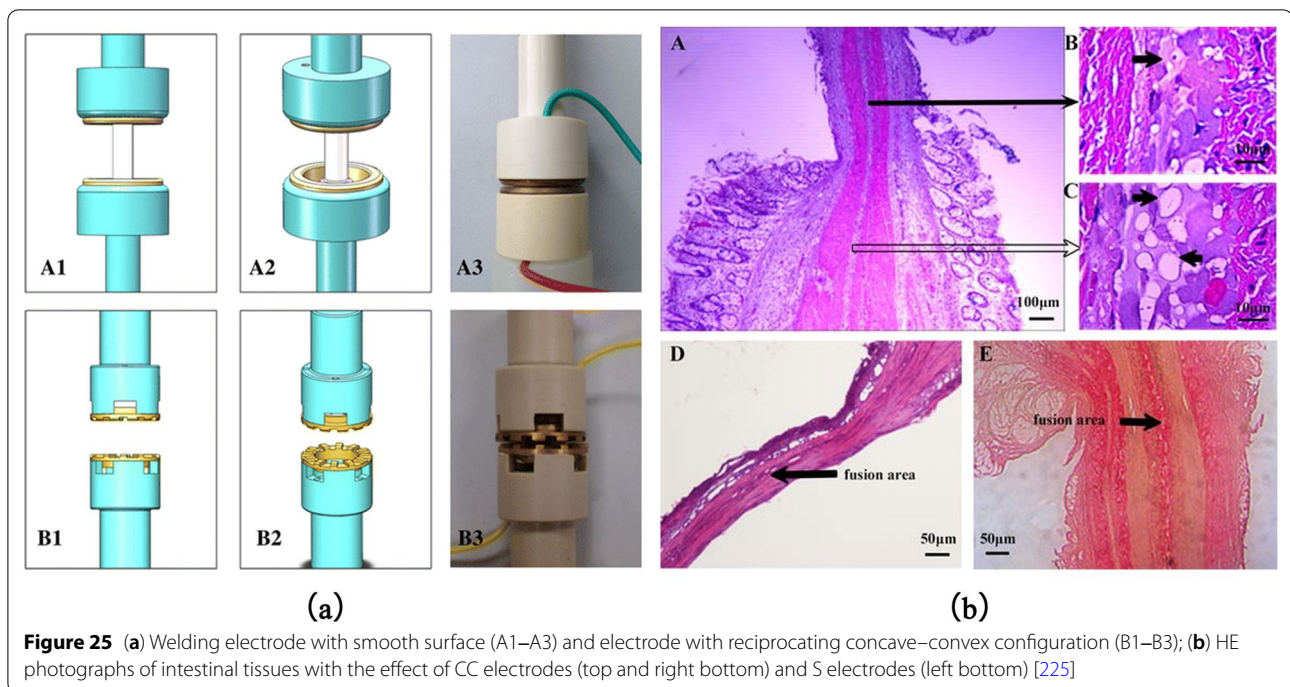 A1
A2
A3
B1
B2
B3
(a)
A
B
10μm
C
10μm
100μm
D
fusion area
50μm
E
fusion area
50μm
(b)
Figure 25 (a) Welding electrode with smooth surface (A1–A3) and electrode with reciprocating concave–convex configuration (B1–B3); (b) HE
photographs of intestinal tissues with the effect of CC electrodes (top and right bottom) and S electrodes (left bottom) [225]